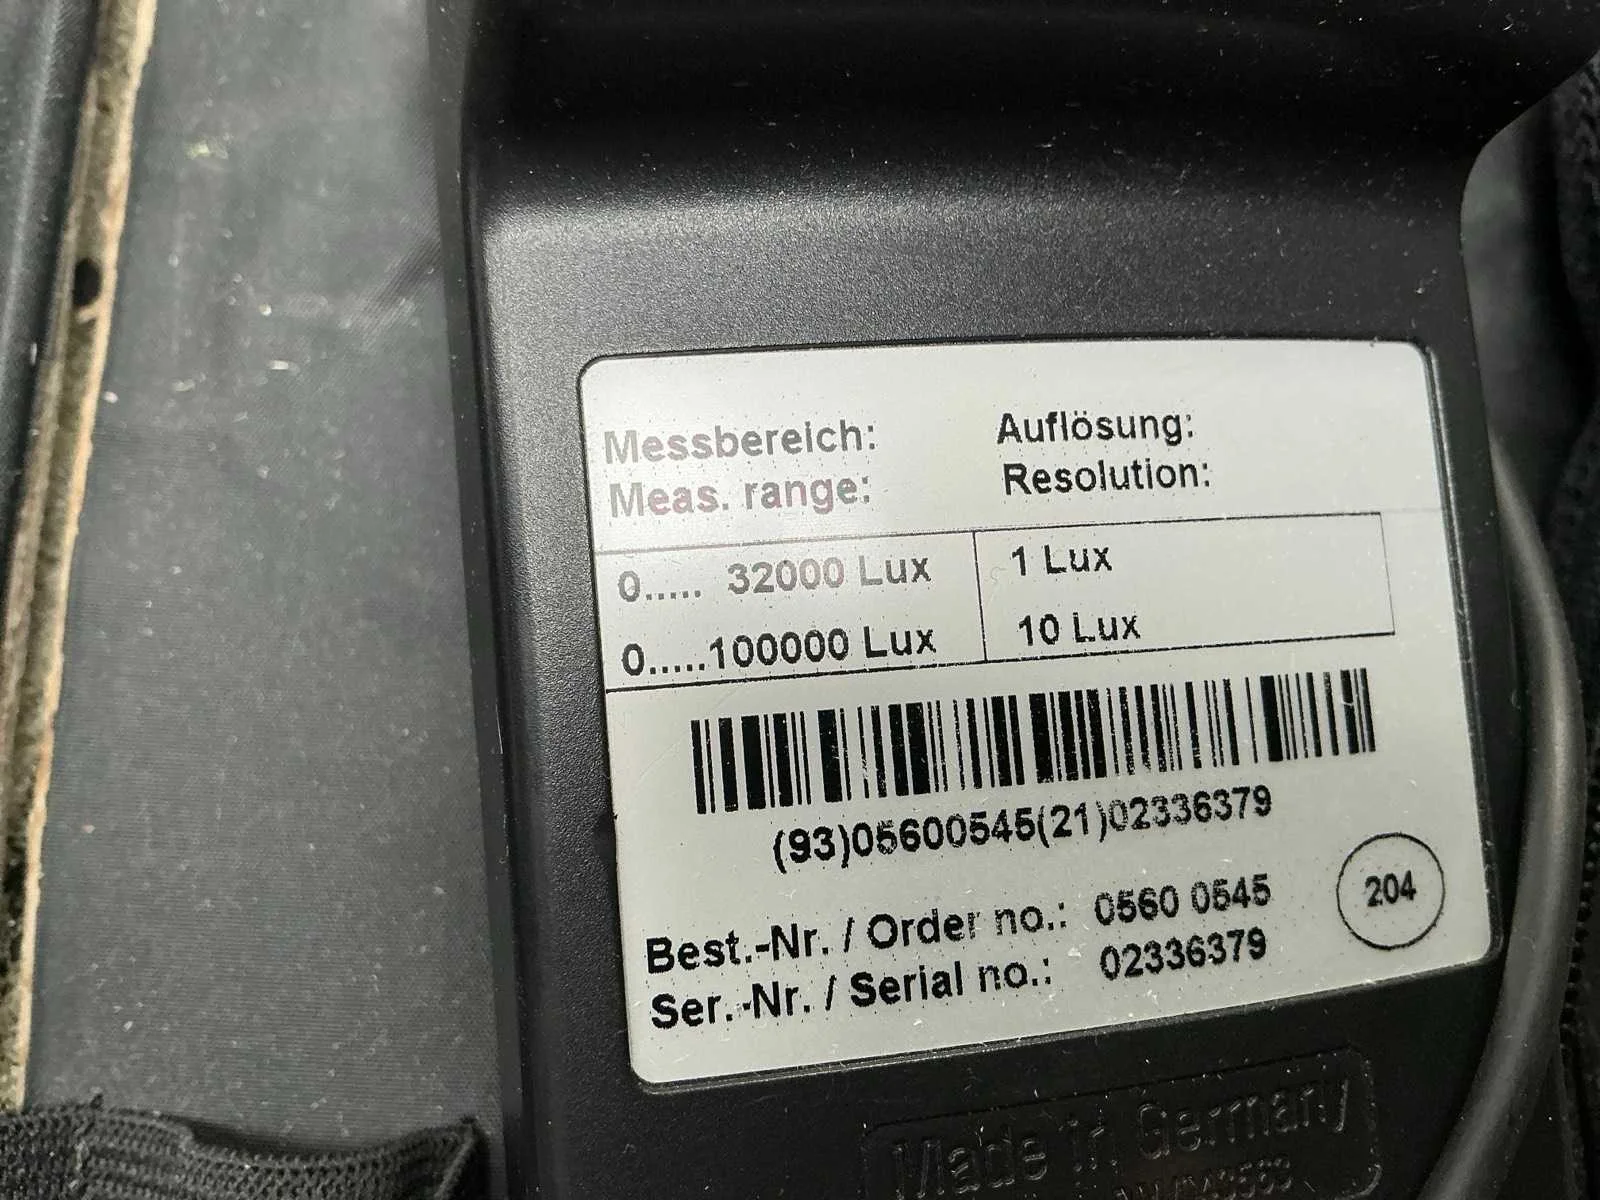 Messbereich: Auflösung:
Meas. range: Resolution:
0..... 32000 Lux 1 Lux
0.....100000 Lux 10 Lux
(93)05600545(21)02336379
Best.-Nr. / Order no.: 0560 0545
Ser.-Nr. / Serial no.: 02336379
204
Made in Germany